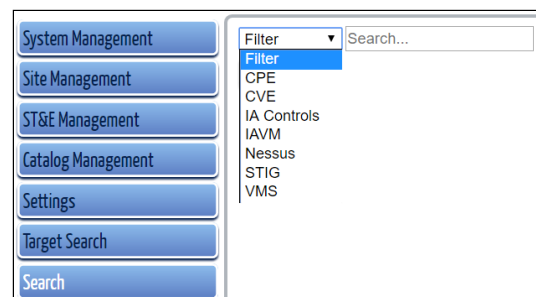 System Management
Site Management
ST&E Management
Catalog Management
Settings
Target Search
Search
Filter
Search...
Filter
CPE
CVE
IA Controls
IAVM
Nessus
STIG
VMS